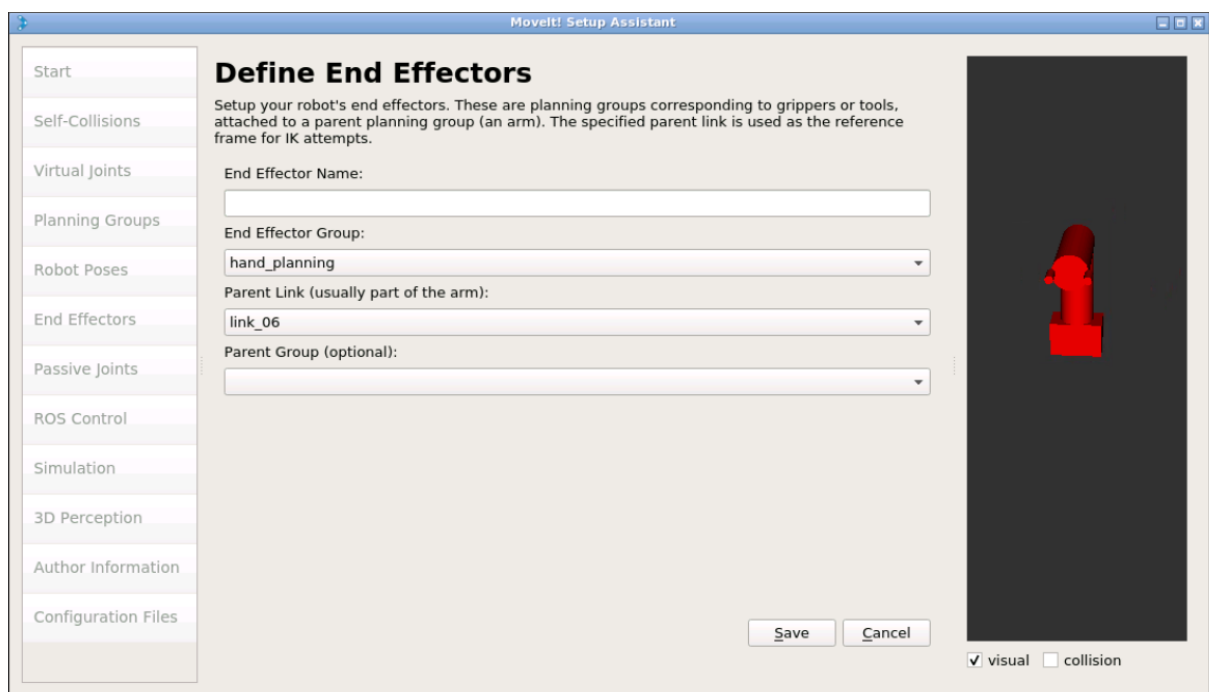 MoveIt! Setup Assistant
Start
Self-Collisions
Virtual Joints
Planning Groups
Robot Poses
End Effectors
Passive Joints
ROS Control
Simulation
3D Perception
Author Information
Configuration Files
Define End Effectors
Setup your robot's end effectors. These are planning groups corresponding to grippers or tools,
attached to a parent planning group (an arm). The specified parent link is used as the reference
frame for IK attempts.
End Effector Name:
End Effector Group:
hand_planning
Parent Link (usually part of the arm):
link_06
Parent Group (optional):
Save
Cancel
visual
collision